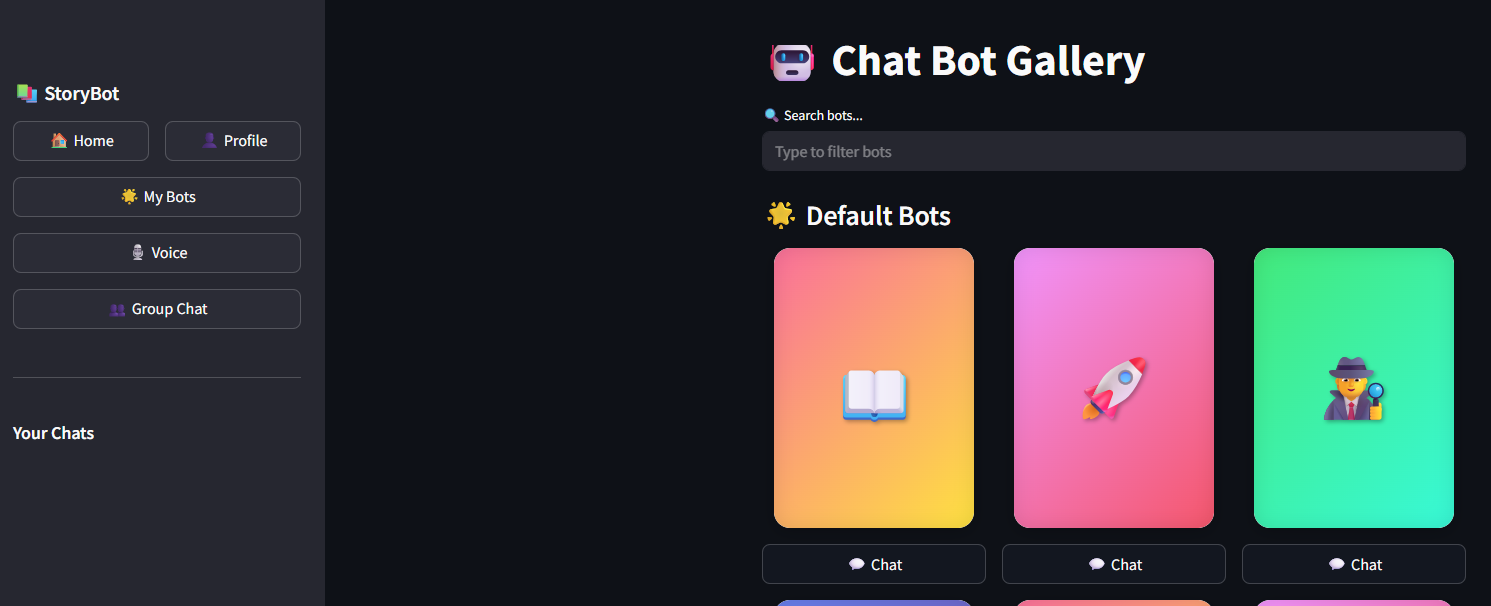 StoryBot
Home
Profile
My Bots
Voice
Group Chat
Your Chats
Chat Bot Gallery
Search bots...
Type to filter bots
Default Bots
Chat
Chat
Chat